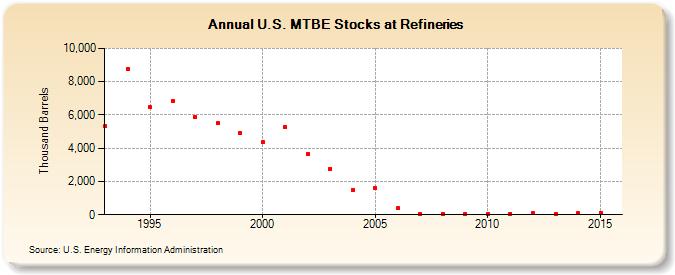 Annual U.S. MTBE Stocks at Refineries
Thousand Barrels
10,000
8,000
6,000
4,000
2,000
0
1995 2000 2005 2010 2015
Source: U.S. Energy Information Administration